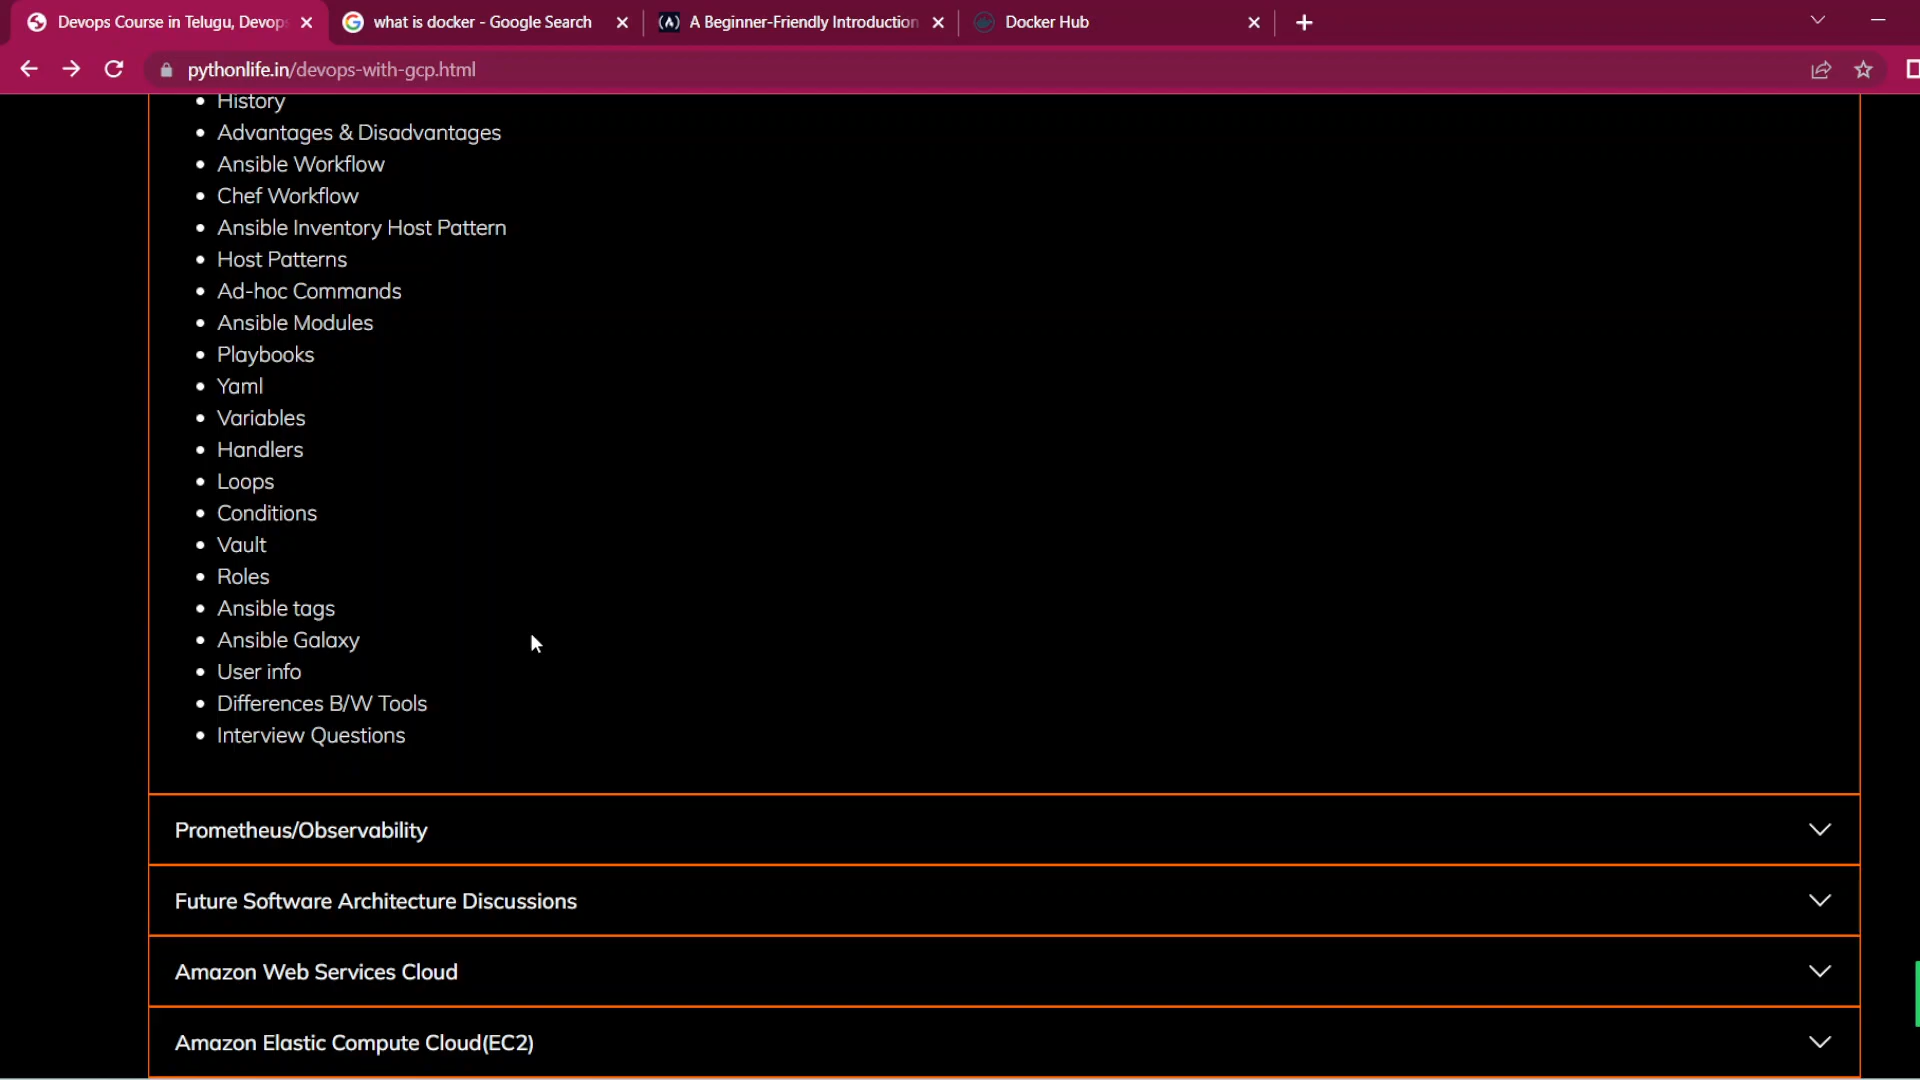 Devops Course in Telugu, Devops
what is docker - Google Search
A Beginner-Friendly Introduction
Docker Hub
pythonlife.in/devops-with-gcp.html
History
Advantages & Disadvantages
Ansible Workflow
Chef Workflow
Ansible Inventory Host Pattern
Host Patterns
Ad-hoc Commands
Ansible Modules
Playbooks
Yaml
Variables
Handlers
Loops
Conditions
Vault
Roles
Ansible tags
Ansible Galaxy
User info
Differences B/W Tools
Interview Questions
Prometheus/Observability
Future Software Architecture Discussions
Amazon Web Services Cloud
Amazon Elastic Compute Cloud(EC2)